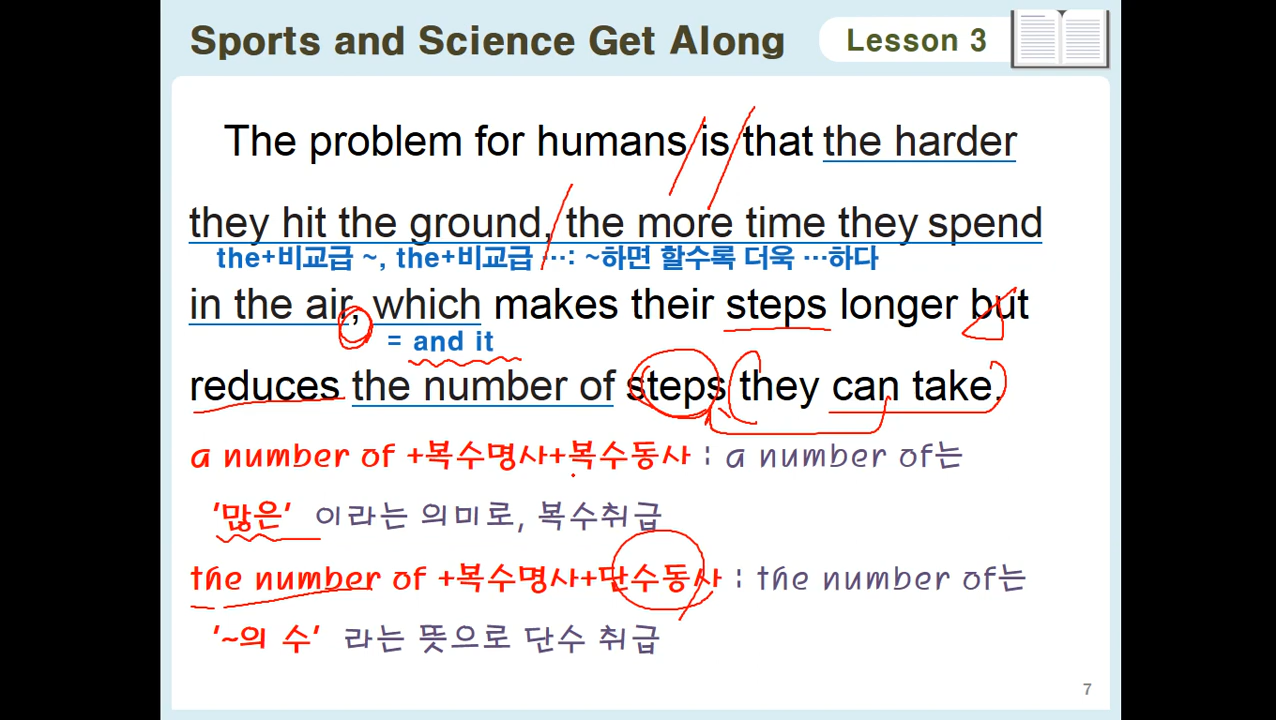 Sports and Science Get Along
Lesson 3
The problem for humans is that the harder
they hit the ground, the more time they spend
the+비교급 ~, the+비교급 …: ~하면 할수록 더욱 …하다
in the air, which makes their steps longer but
= and it
reduces the number of steps they can take.
a number of +복수명사+복수동사 : a number of는
'많은' 이라는 의미로, 복수취급
the number of +복수명사+단수동사 : the number of는
'~의 수' 라는 뜻으로 단수 취급
7